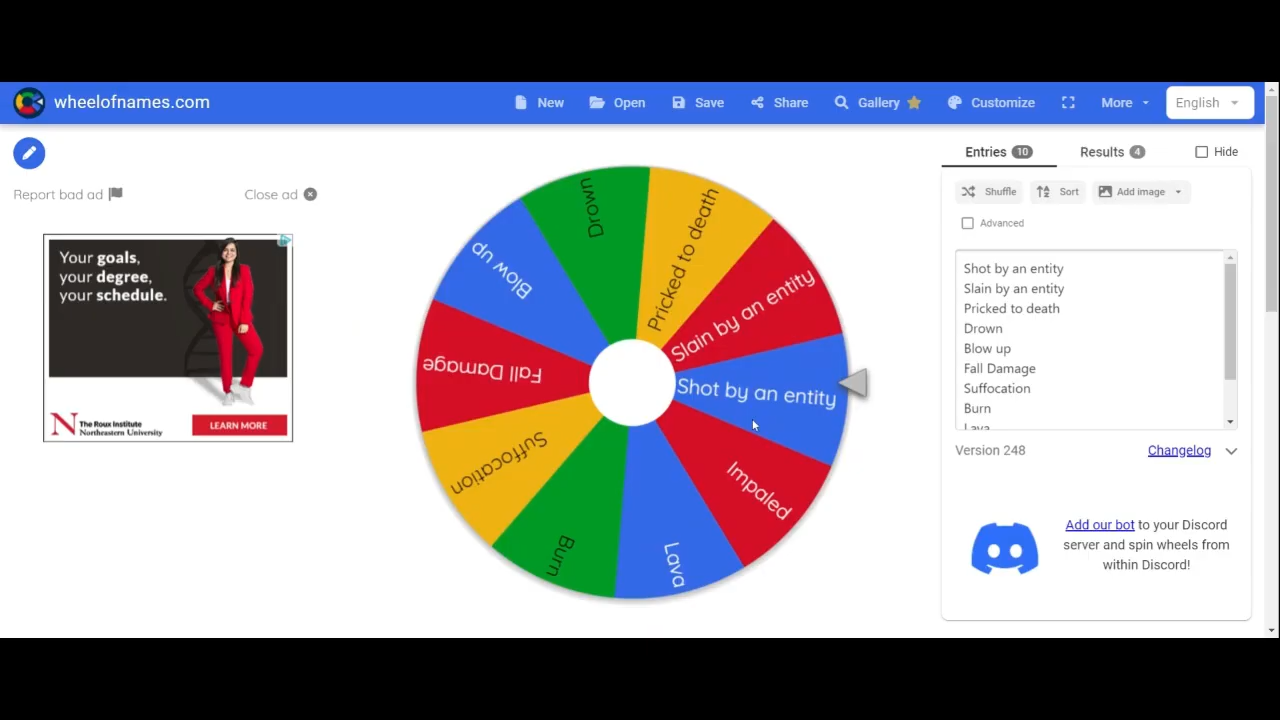 wheelofnames.com
New
Open
Save
Share
Gallery
Customize
More
English
Report bad ad
Close ad
Your goals,
your degree,
your schedule.
N
The Roux Institute
Northeastern University
LEARN MORE
Drown
Pricked to death
Slain by an entity
Shot by an entity
Impaled
Lava
Burn
Suffocation
Fall Damage
Blow up
Entries 10
Results 4
Hide
Shuffle
Sort
Add image
Advanced
Shot by an entity
Slain by an entity
Pricked to death
Drown
Blow up
Fall Damage
Suffocation
Burn
Lava
Version 248
Changelog
Add our bot to your Discord
server and spin wheels from
within Discord!